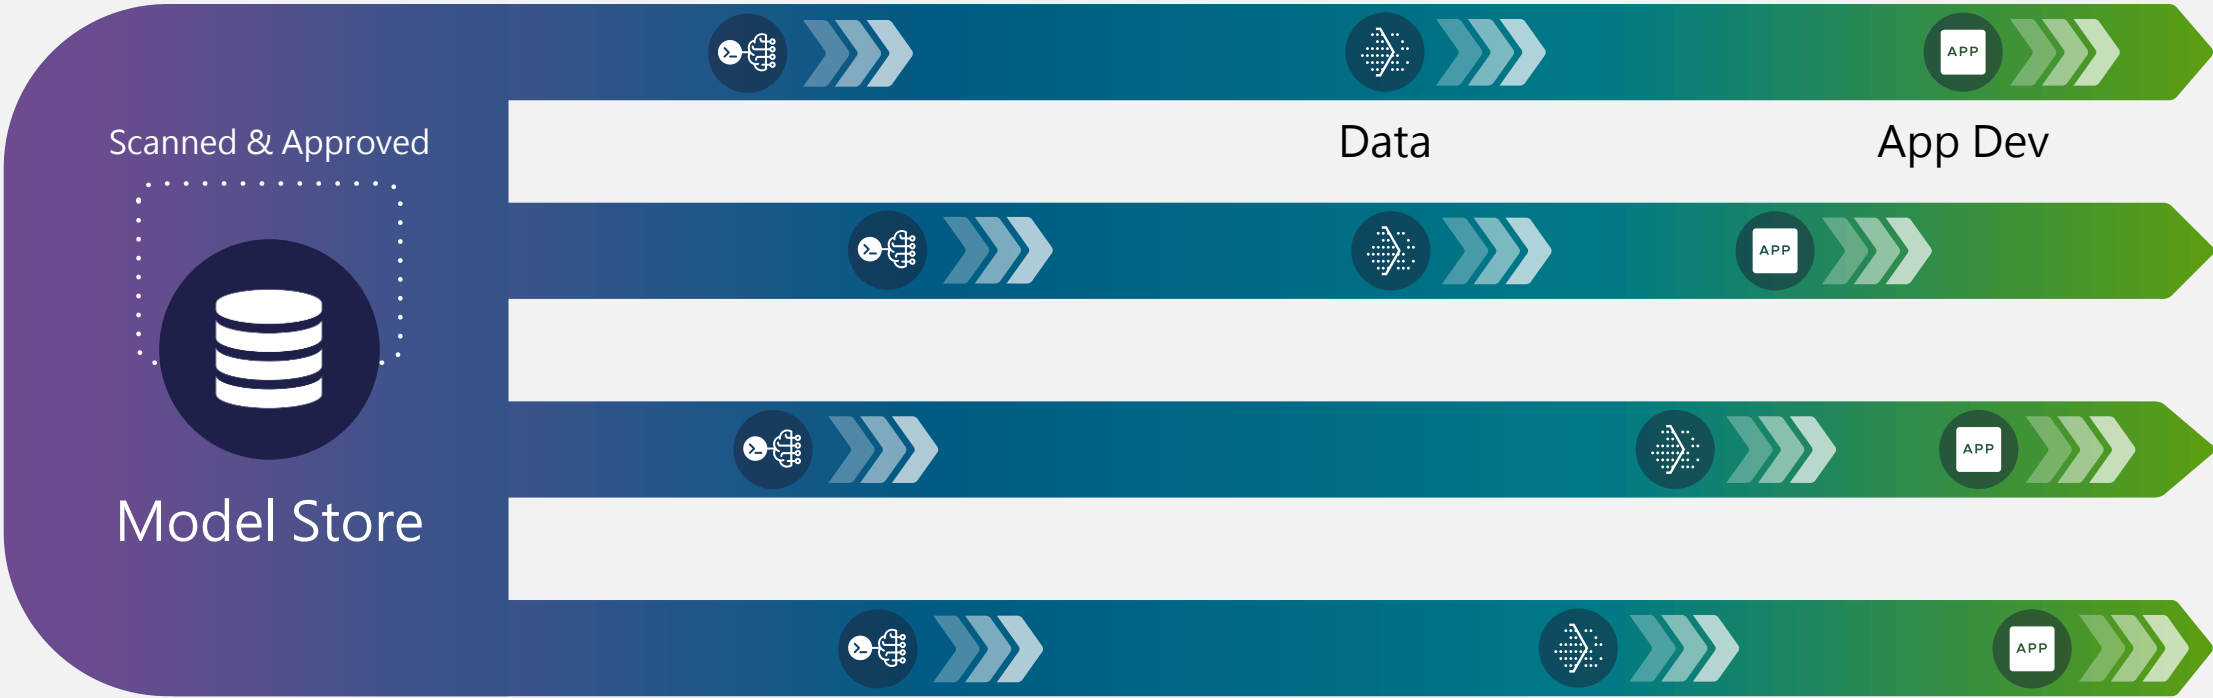 APP
Scanned & Approved
Data
App Dev
APP
APP
Model Store
APP